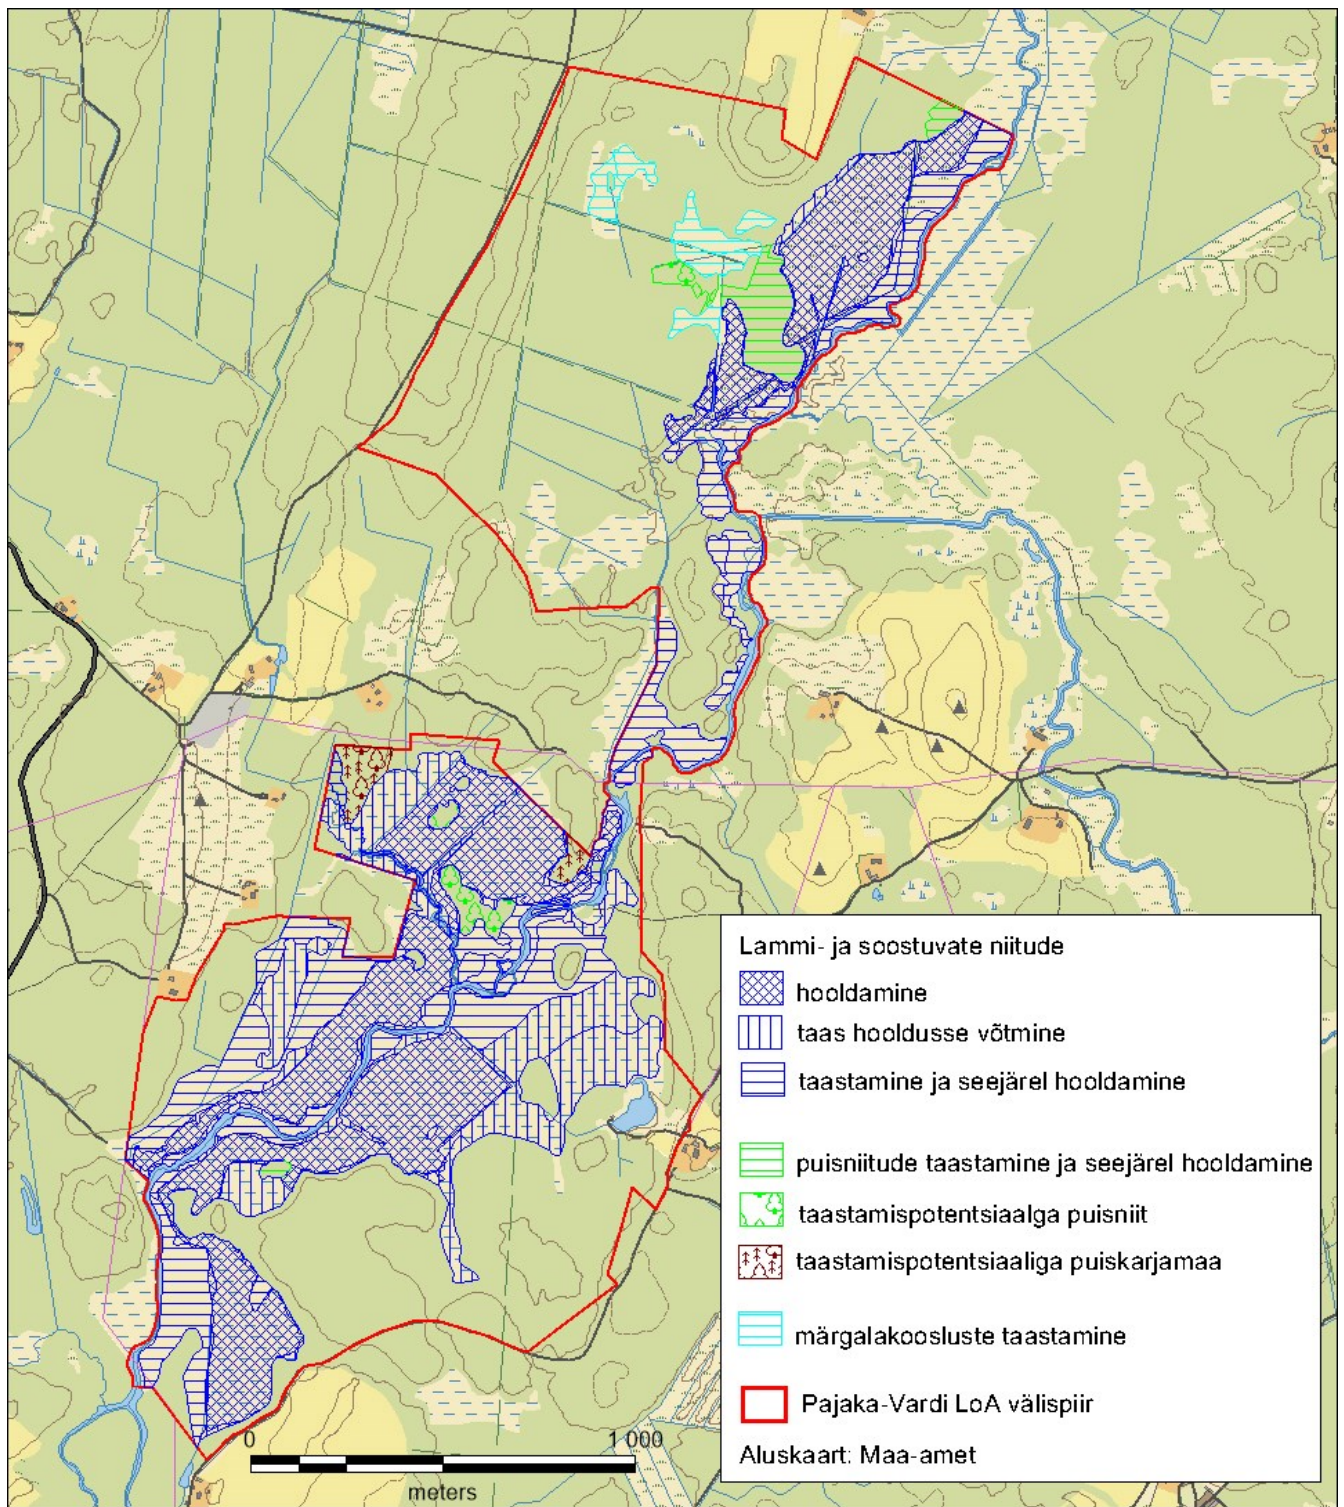 Lammi- ja soostuvate niitude
hooldamine
taas hooldusse võtmine
taastamine ja seejärel hooldamine
puisniitude taastamine ja seejärel hooldamine
taastamispotentsiaalga puisniit
taastamispotentsiaaliga puiskarjamaa
märgalakoosluste taastamine
Pajaka-Vardi LoA välispiir
Aluskaart: Maa-amet
0 1 000
meters